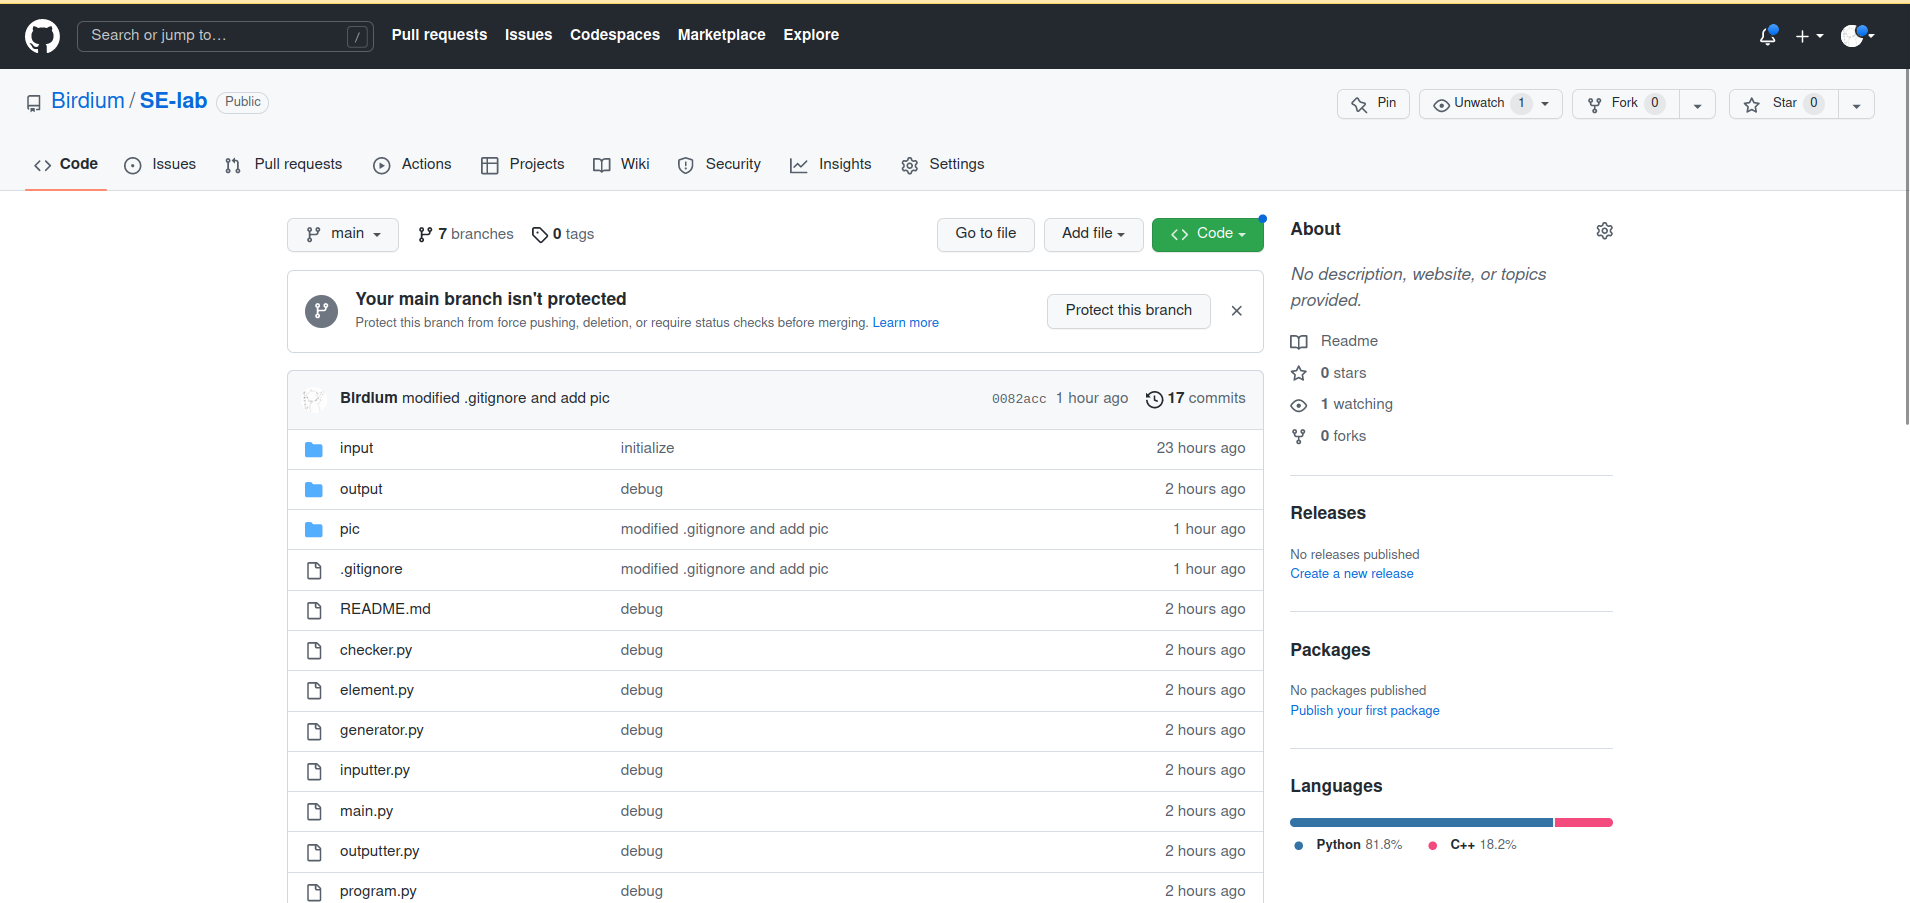 Search or jump to… / Pull requests Issues Codespaces Marketplace Explore
Birdium / SE-lab Public Pin Unwatch 1 Fork 0 Star 0
Code Issues Pull requests Actions Projects Wiki Security Insights Settings
main 7 branches 0 tags Go to file Add file Code
Your main branch isn't protected
Protect this branch from force pushing, deletion, or require status checks before merging. Learn more
Protect this branch
Birdium modified .gitignore and add pic 0082acc 1 hour ago 17 commits
input initialize 23 hours ago
output debug 2 hours ago
pic modified .gitignore and add pic 1 hour ago
.gitignore modified .gitignore and add pic 1 hour ago
README.md debug 2 hours ago
checker.py debug 2 hours ago
element.py debug 2 hours ago
generator.py debug 2 hours ago
inputter.py debug 2 hours ago
main.py debug 2 hours ago
outputter.py debug 2 hours ago
program.py debug 2 hours ago
About
No description, website, or topics
provided.
Readme
0 stars
1 watching
0 forks
Releases
No releases published
Create a new release
Packages
No packages published
Publish your first package
Languages
Python 81.8% C++ 18.2%